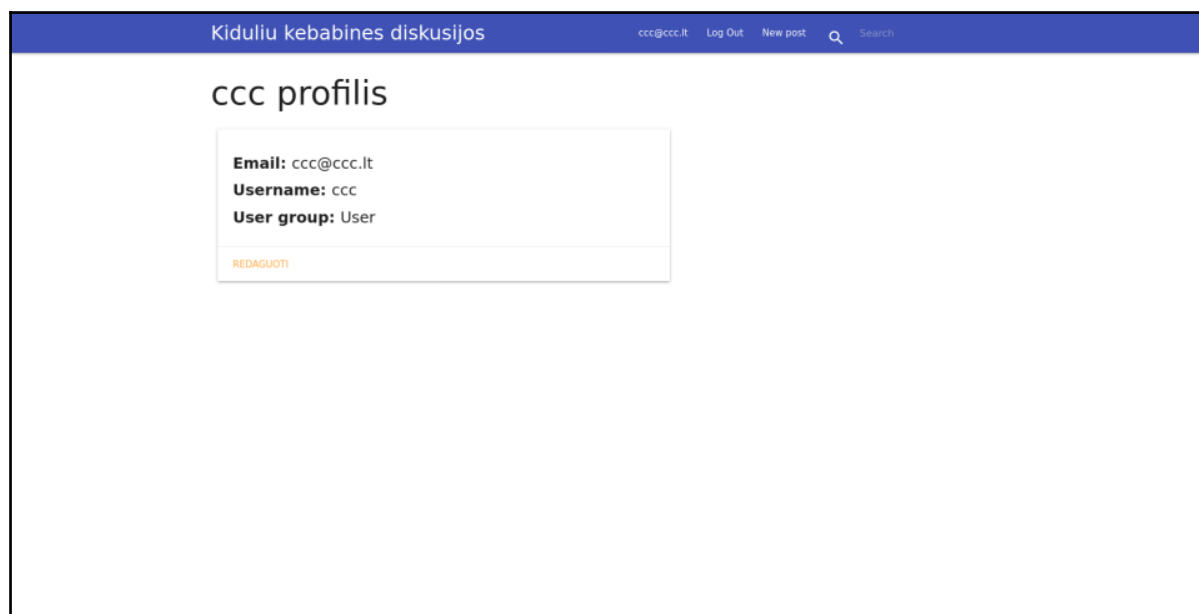 Kiduliu kebabines diskusijos ccc@ccc.lt Log Out New post Search
ccc profilis
Email: ccc@ccc.lt
Username: ccc
User group: User
REDAGUOTI